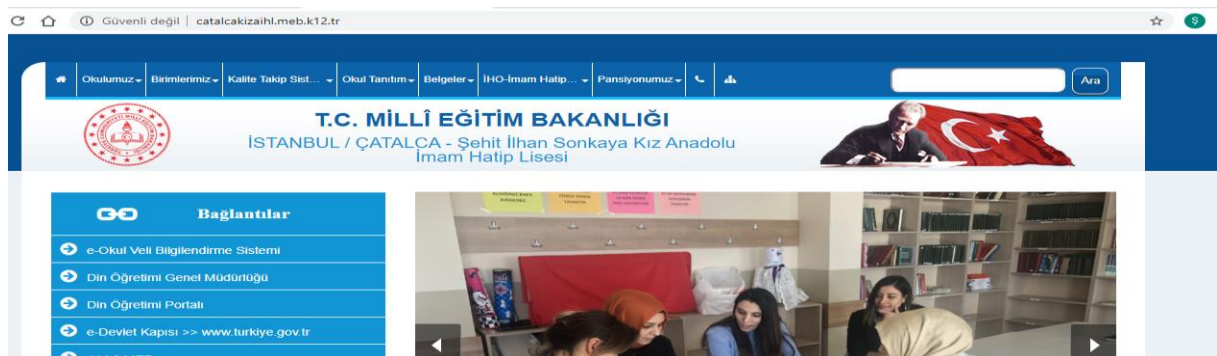 Güvenli değil | catalcakizaihl.meb.k12.tr Ş
Okulumuz Birimlerimiz Kalite Takip Sist... Okul Tanıtım Belgeler İHO-İmam Hatip... Pansiyonumuz Ara
T.C. MİLLÎ EĞİTİM BAKANLIĞI
İSTANBUL / ÇATALCA - Şehit İlhan Sonkaya Kız Anadolu
İmam Hatip Lisesi
Bağlantılar
e-Okul Veli Bilgilendirme Sistemi
Din Öğretimi Genel Müdürlüğü
Din Öğretimi Portalı
e-Devlet Kapısı >> www.turkiye.gov.tr